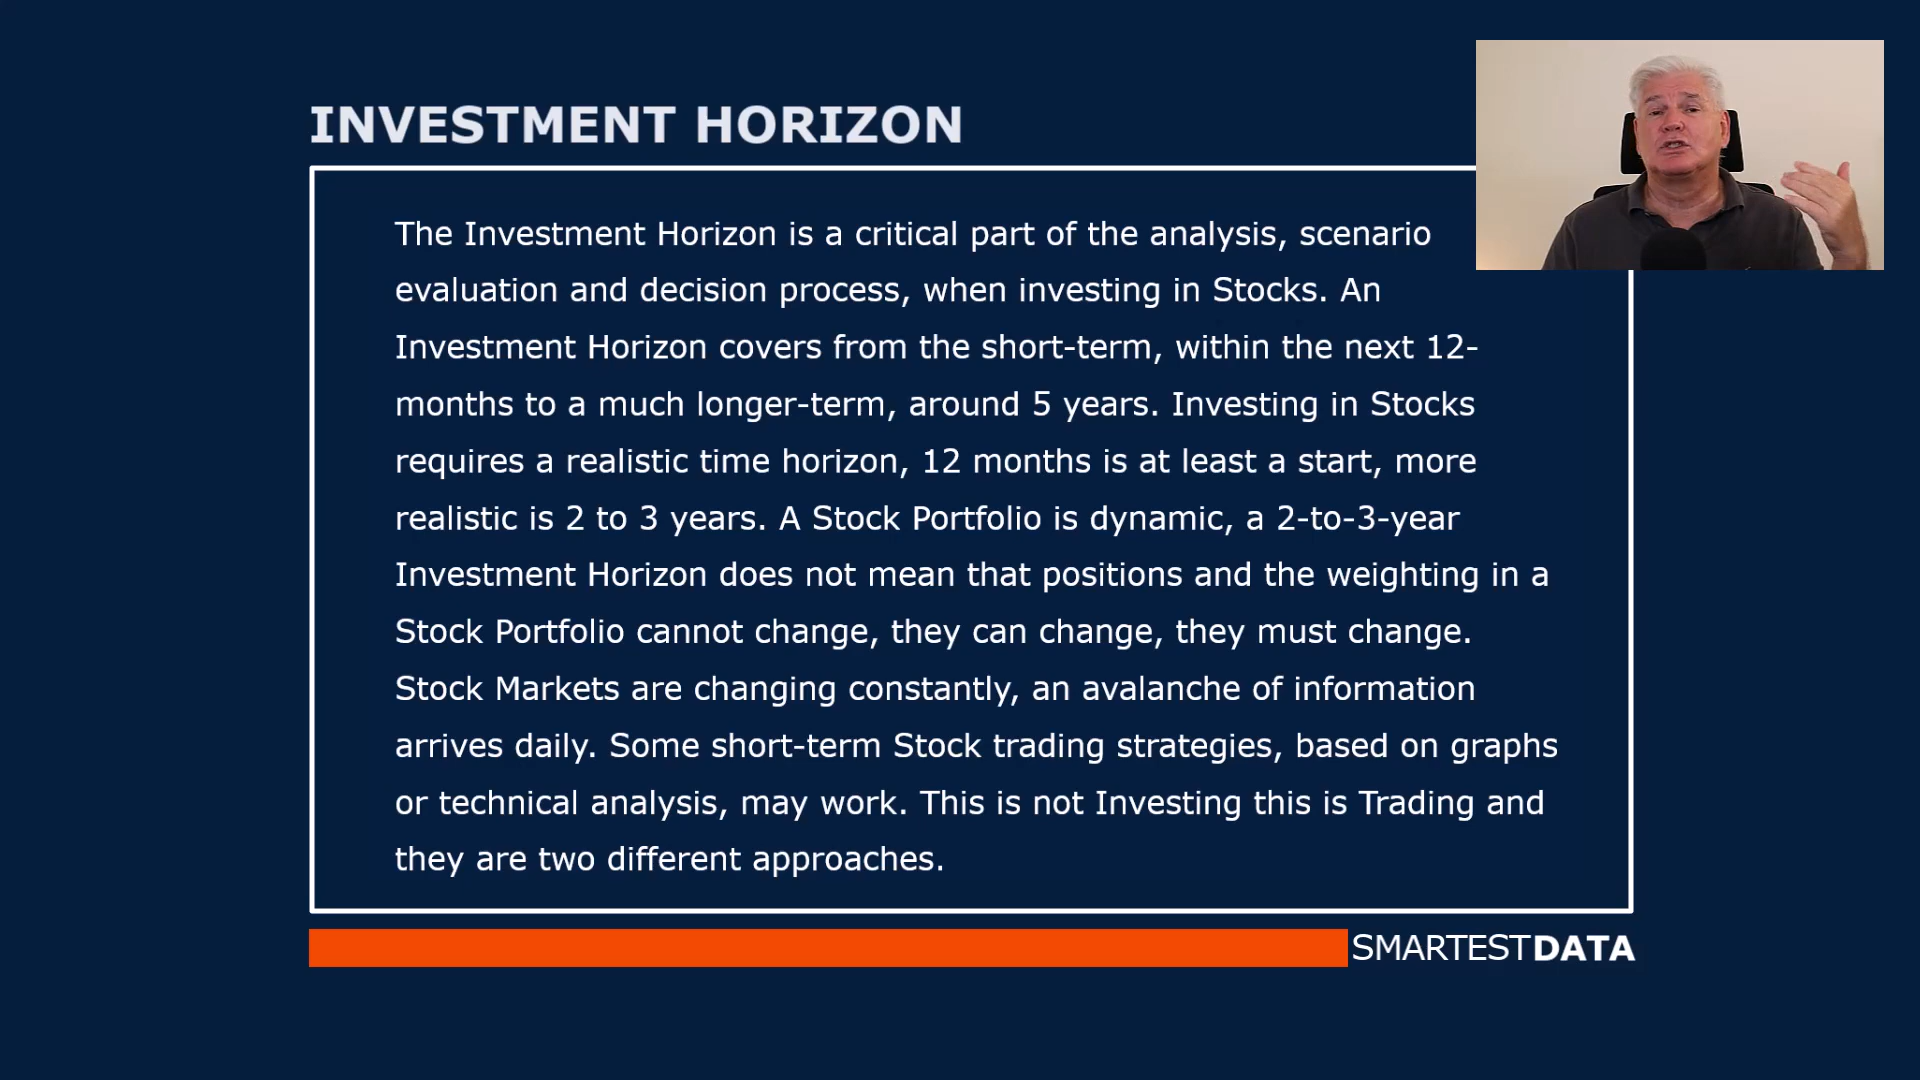 INVESTMENT HORIZON
The Investment Horizon is a critical part of the analysis, scenario
evaluation and decision process, when investing in Stocks. An
Investment Horizon covers from the short-term, within the next 12-
months to a much longer-term, around 5 years. Investing in Stocks
requires a realistic time horizon, 12 months is at least a start, more
realistic is 2 to 3 years. A Stock Portfolio is dynamic, a 2-to-3-year
Investment Horizon does not mean that positions and the weighting in a
Stock Portfolio cannot change, they can change, they must change.
Stock Markets are changing constantly, an avalanche of information
arrives daily. Some short-term Stock trading strategies, based on graphs
or technical analysis, may work. This is not Investing this is Trading and
they are two different approaches.
SMARTESTDATA